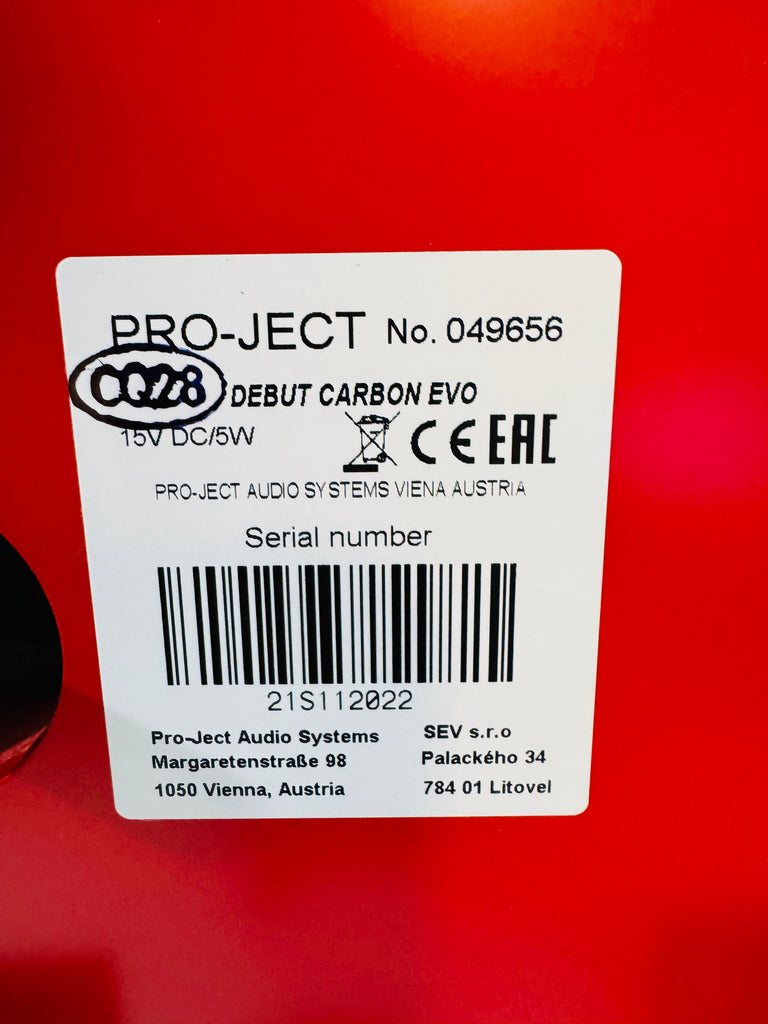 PRO-JECT No. 049656
DEBUT CARBON EVO
15V DC/5W CE EAC
PRO-JECT AUDIO SYSTEMS VIENA AUSTRIA
Serial number
21S112022
Pro-Ject Audio Systems
Margaretenstraße 98
1050 Vienna, Austria
SEV s.r.o
Palackého 34
784 01 Litovel